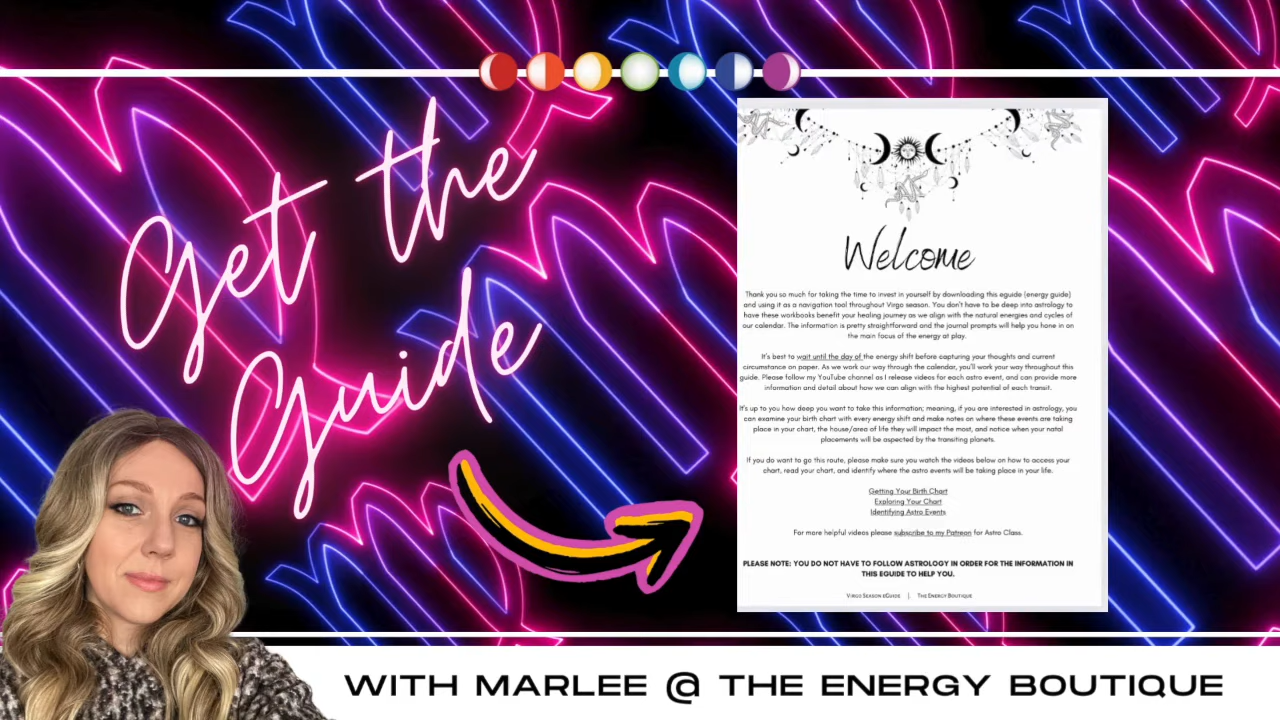 Get the
Guide
Welcome
Thank you so much for taking the time to invest in yourself by downloading this eguide (energy guide)
and using it as a navigation tool throughout Virgo season. You don't have to be deep into astrology to
have these workbooks benefit your healing journey as we align with the natural energies and cycles of
our calendar. The information is pretty straightforward and the journal prompts will help you hone in on
the main focus of the energy at play.
It's best to wait until the day of the energy shift before capturing your thoughts and current
circumstance on paper. As we work our way through the calendar, you'll work your way throughout this
guide. Please follow my YouTube channel as I release videos for each astro event, and can provide more
information and detail about how we can align with the highest potential of each transit.
It's up to you how deep you want to take this information; meaning, if you are interested in astrology, you
can examine your birth chart with every energy shift and make notes on where these events are taking
place in your chart, the house/area of life they will impact the most, and notice when your natal
placements will be aspected by the transiting planets.
If you do want to go this route, please make sure you watch the videos below on how to access your
chart, read your chart, and identify where the astro events will be taking place in your life.
Getting Your Birth Chart
Exploring Your Chart
Identifying Astro Events
For more helpful videos please subscribe to my Patreon for Astro Class.
PLEASE NOTE: YOU DO NOT HAVE TO FOLLOW ASTROLOGY IN ORDER FOR THE INFORMATION IN
THIS EGUIDE TO HELP YOU.
Virgo Season eGuide | The Energy Boutique
WITH MARLEE @ THE ENERGY BOUTIQUE